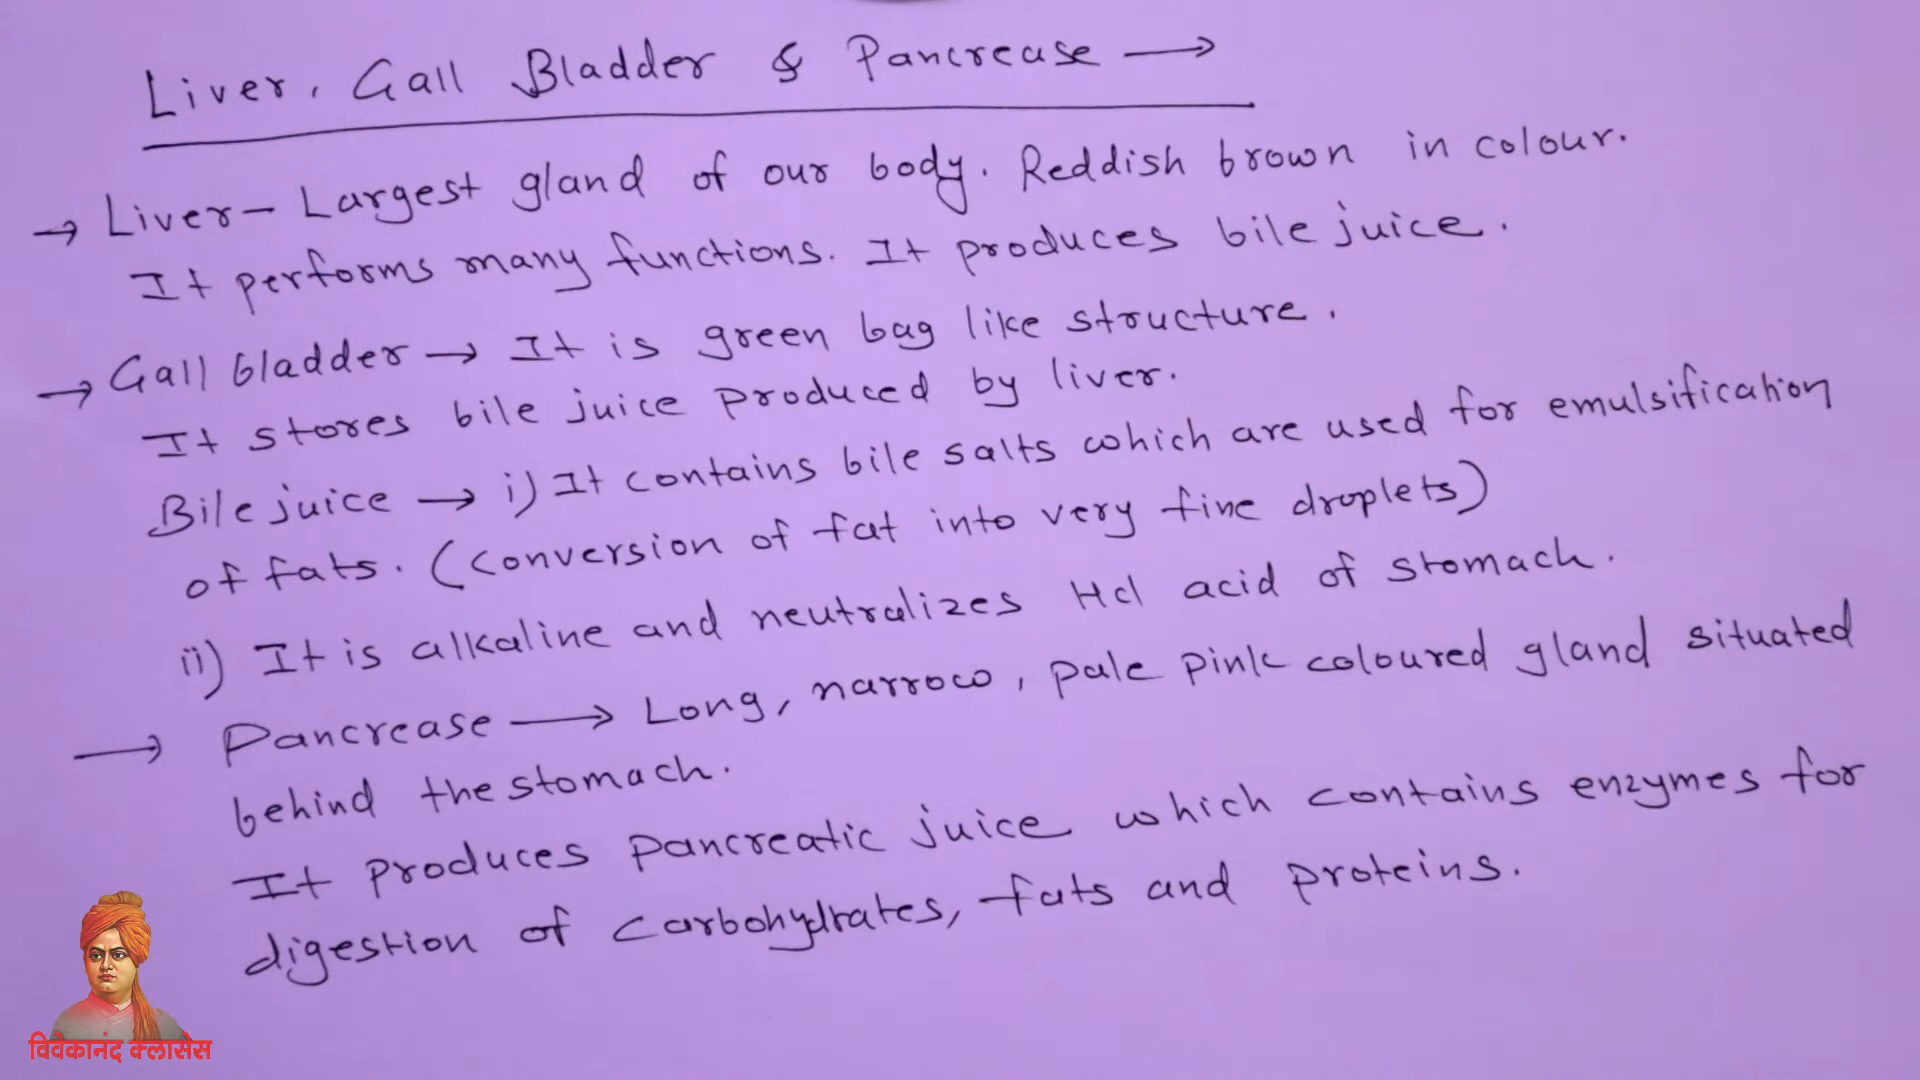 Liver, Gall Bladder & Pancrease →
→ Liver - Largest gland of our body. Reddish brown in colour.
It performs many functions. It produces bile juice.
→ Gall bladder → It is green bag like structure.
It stores bile juice produced by liver.
Bile juice → i) It contains bile salts which are used for emulsification
of fats. (Conversion of fat into very fine droplets)
ii) It is alkaline and neutralizes Hcl acid of stomach.
→ Pancrease → Long, narrow, pale pink coloured gland situated
behind the stomach.
It produces pancreatic juice which contains enzymes for
digestion of carbohydrates, fats and proteins.
विवेकानंद क्लासेस